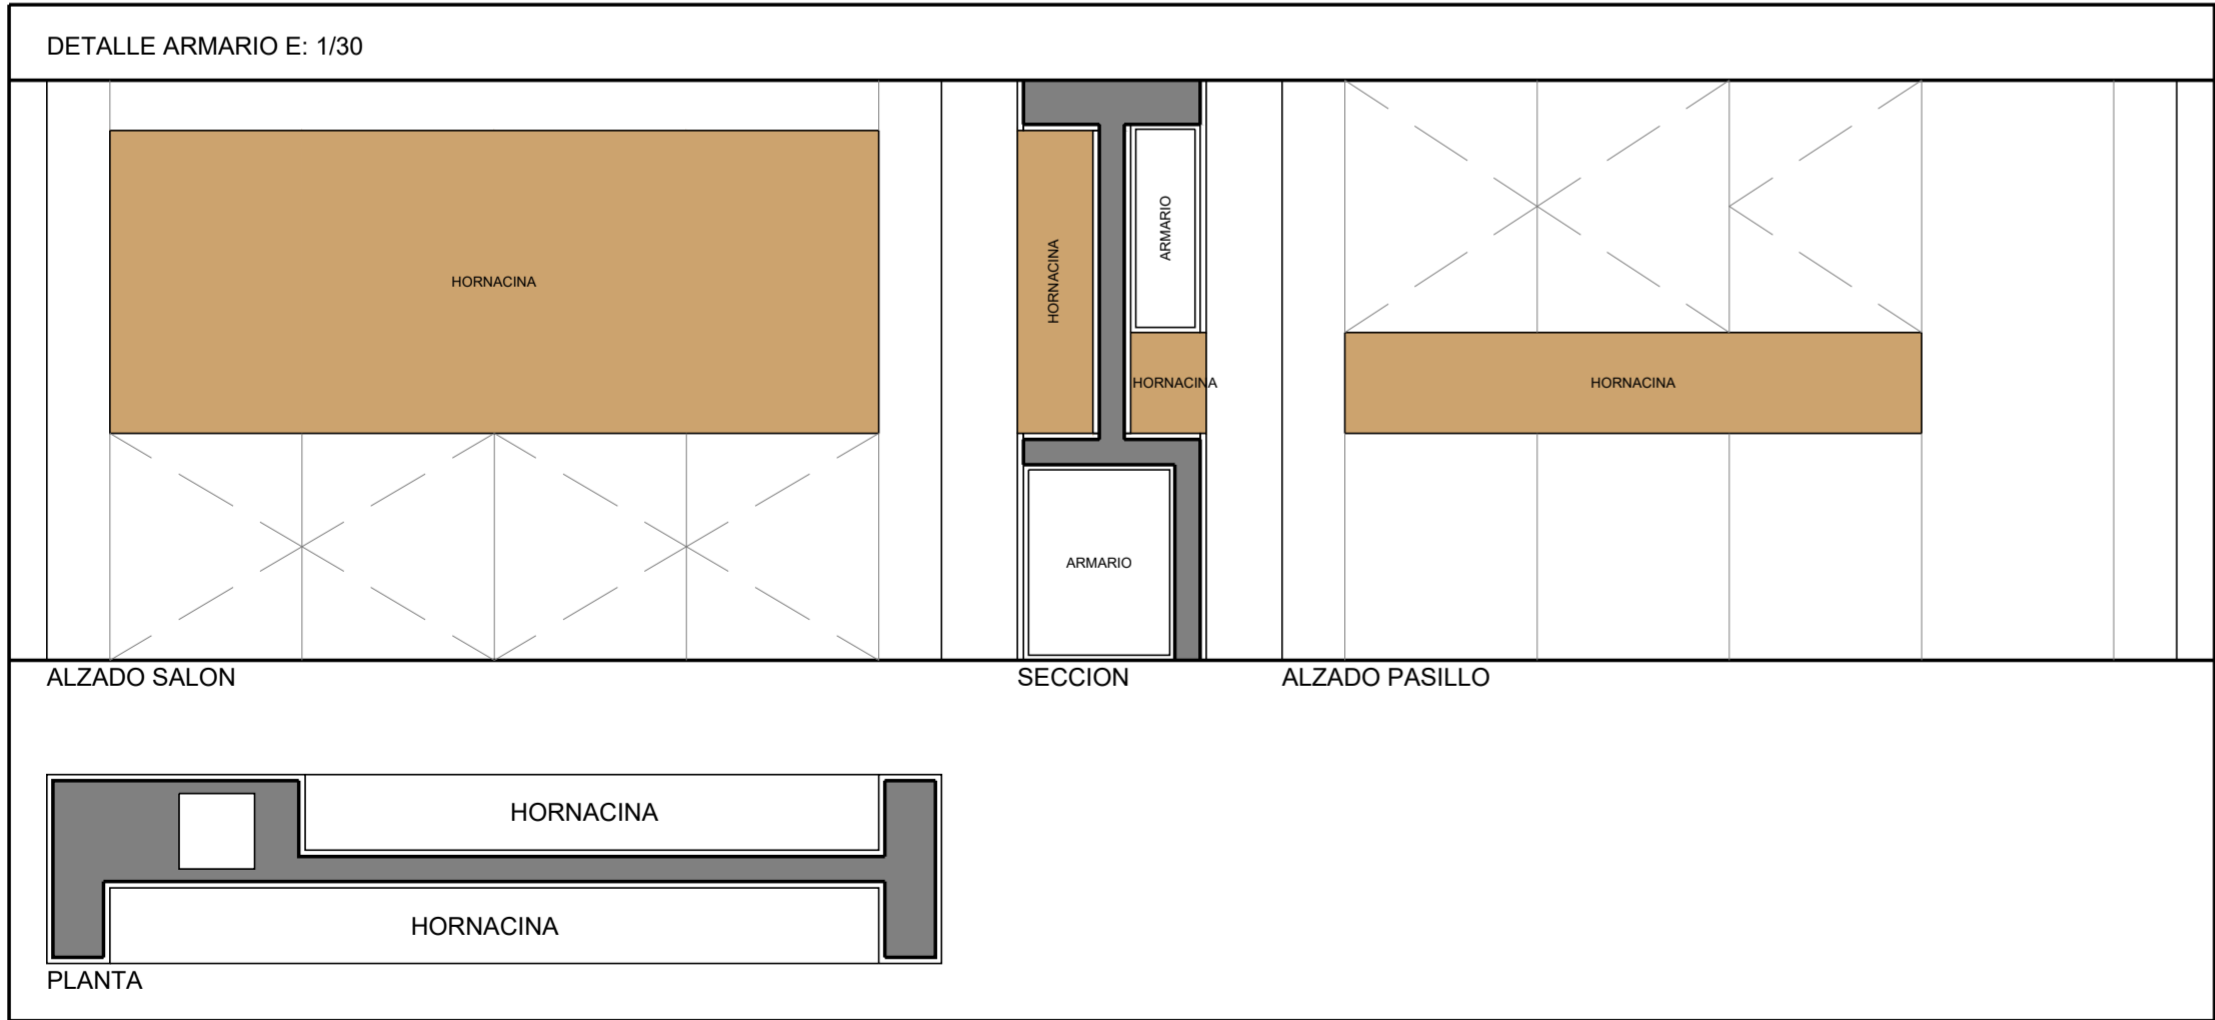 DETALLE ARMARIO E: 1/30
HORNACINA
HORNACINA
ARMARIO
HORNACINA
ARMARIO
HORNACINA
ALZADO SALON
SECCION
ALZADO PASILLO
HORNACINA
HORNACINA
PLANTA